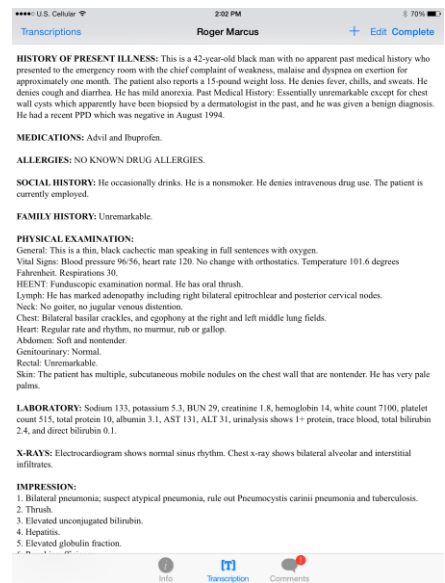 U.S. Cellular 2:02 PM 70%
Transcriptions Roger Marcus + Edit Complete
HISTORY OF PRESENT ILLNESS: This is a 42-year-old black man with no apparent past medical history who
presented to the emergency room with the chief complaint of weakness, malaise and dyspnea on exertion for
approximately one month. The patient also reports a 15-pound weight loss. He denies fever, chills, and sweats. He
denies cough and diarrhea. He has mild anorexia. Past Medical History: Essentially unremarkable except for chest
wall cysts which apparently have been biopsied by a dermatologist in the past, and he was given a benign diagnosis.
He had a recent PPD which was negative in August 1994.
MEDICATIONS: Advil and Ibuprofen.
ALLERGIES: NO KNOWN DRUG ALLERGIES.
SOCIAL HISTORY: He occasionally drinks. He is a nonsmoker. He denies intravenous drug use. The patient is
currently employed.
FAMILY HISTORY: Unremarkable.
PHYSICAL EXAMINATION:
General: This is a thin, black cachectic man speaking in full sentences with oxygen.
Vital Signs: Blood pressure 96/56, heart rate 120. No change with orthostatics. Temperature 101.6 degrees
Fahrenheit. Respirations 30.
HEENT: Funduscopic examination normal. He has oral thrush.
Lymph: He has marked adenopathy including right bilateral epitrochlear and posterior cervical nodes.
Neck: No goiter, no jugular venous distention.
Chest: Bilateral basilar crackles, and egophony at the right and left middle lung fields.
Heart: Regular rate and rhythm, no murmur, rub or gallop.
Abdomen: Soft and nontender.
Genitourinary: Normal.
Rectal: Unremarkable.
Skin: The patient has multiple, subcutaneous mobile nodules on the chest wall that are nontender. He has very pale
palms.
LABORATORY: Sodium 133, potassium 5.3, BUN 29, creatinine 1.8, hemoglobin 14, white count 7100, platelet
count 515, total protein 10, albumin 3.1, AST 131, ALT 31, urinalysis shows 1+ protein, trace blood, total bilirubin
2.4, and direct bilirubin 0.1.
X-RAYS: Electrocardiogram shows normal sinus rhythm. Chest x-ray shows bilateral alveolar and interstitial
infiltrates.
IMPRESSION:
1. Bilateral pneumonia; suspect atypical pneumonia, rule out Pneumocystis carinii pneumonia and tuberculosis.
2. Thrush.
3. Elevated unconjugated bilirubin.
4. Hepatitis.
5. Elevated globulin fraction.
Info Transcription Comments